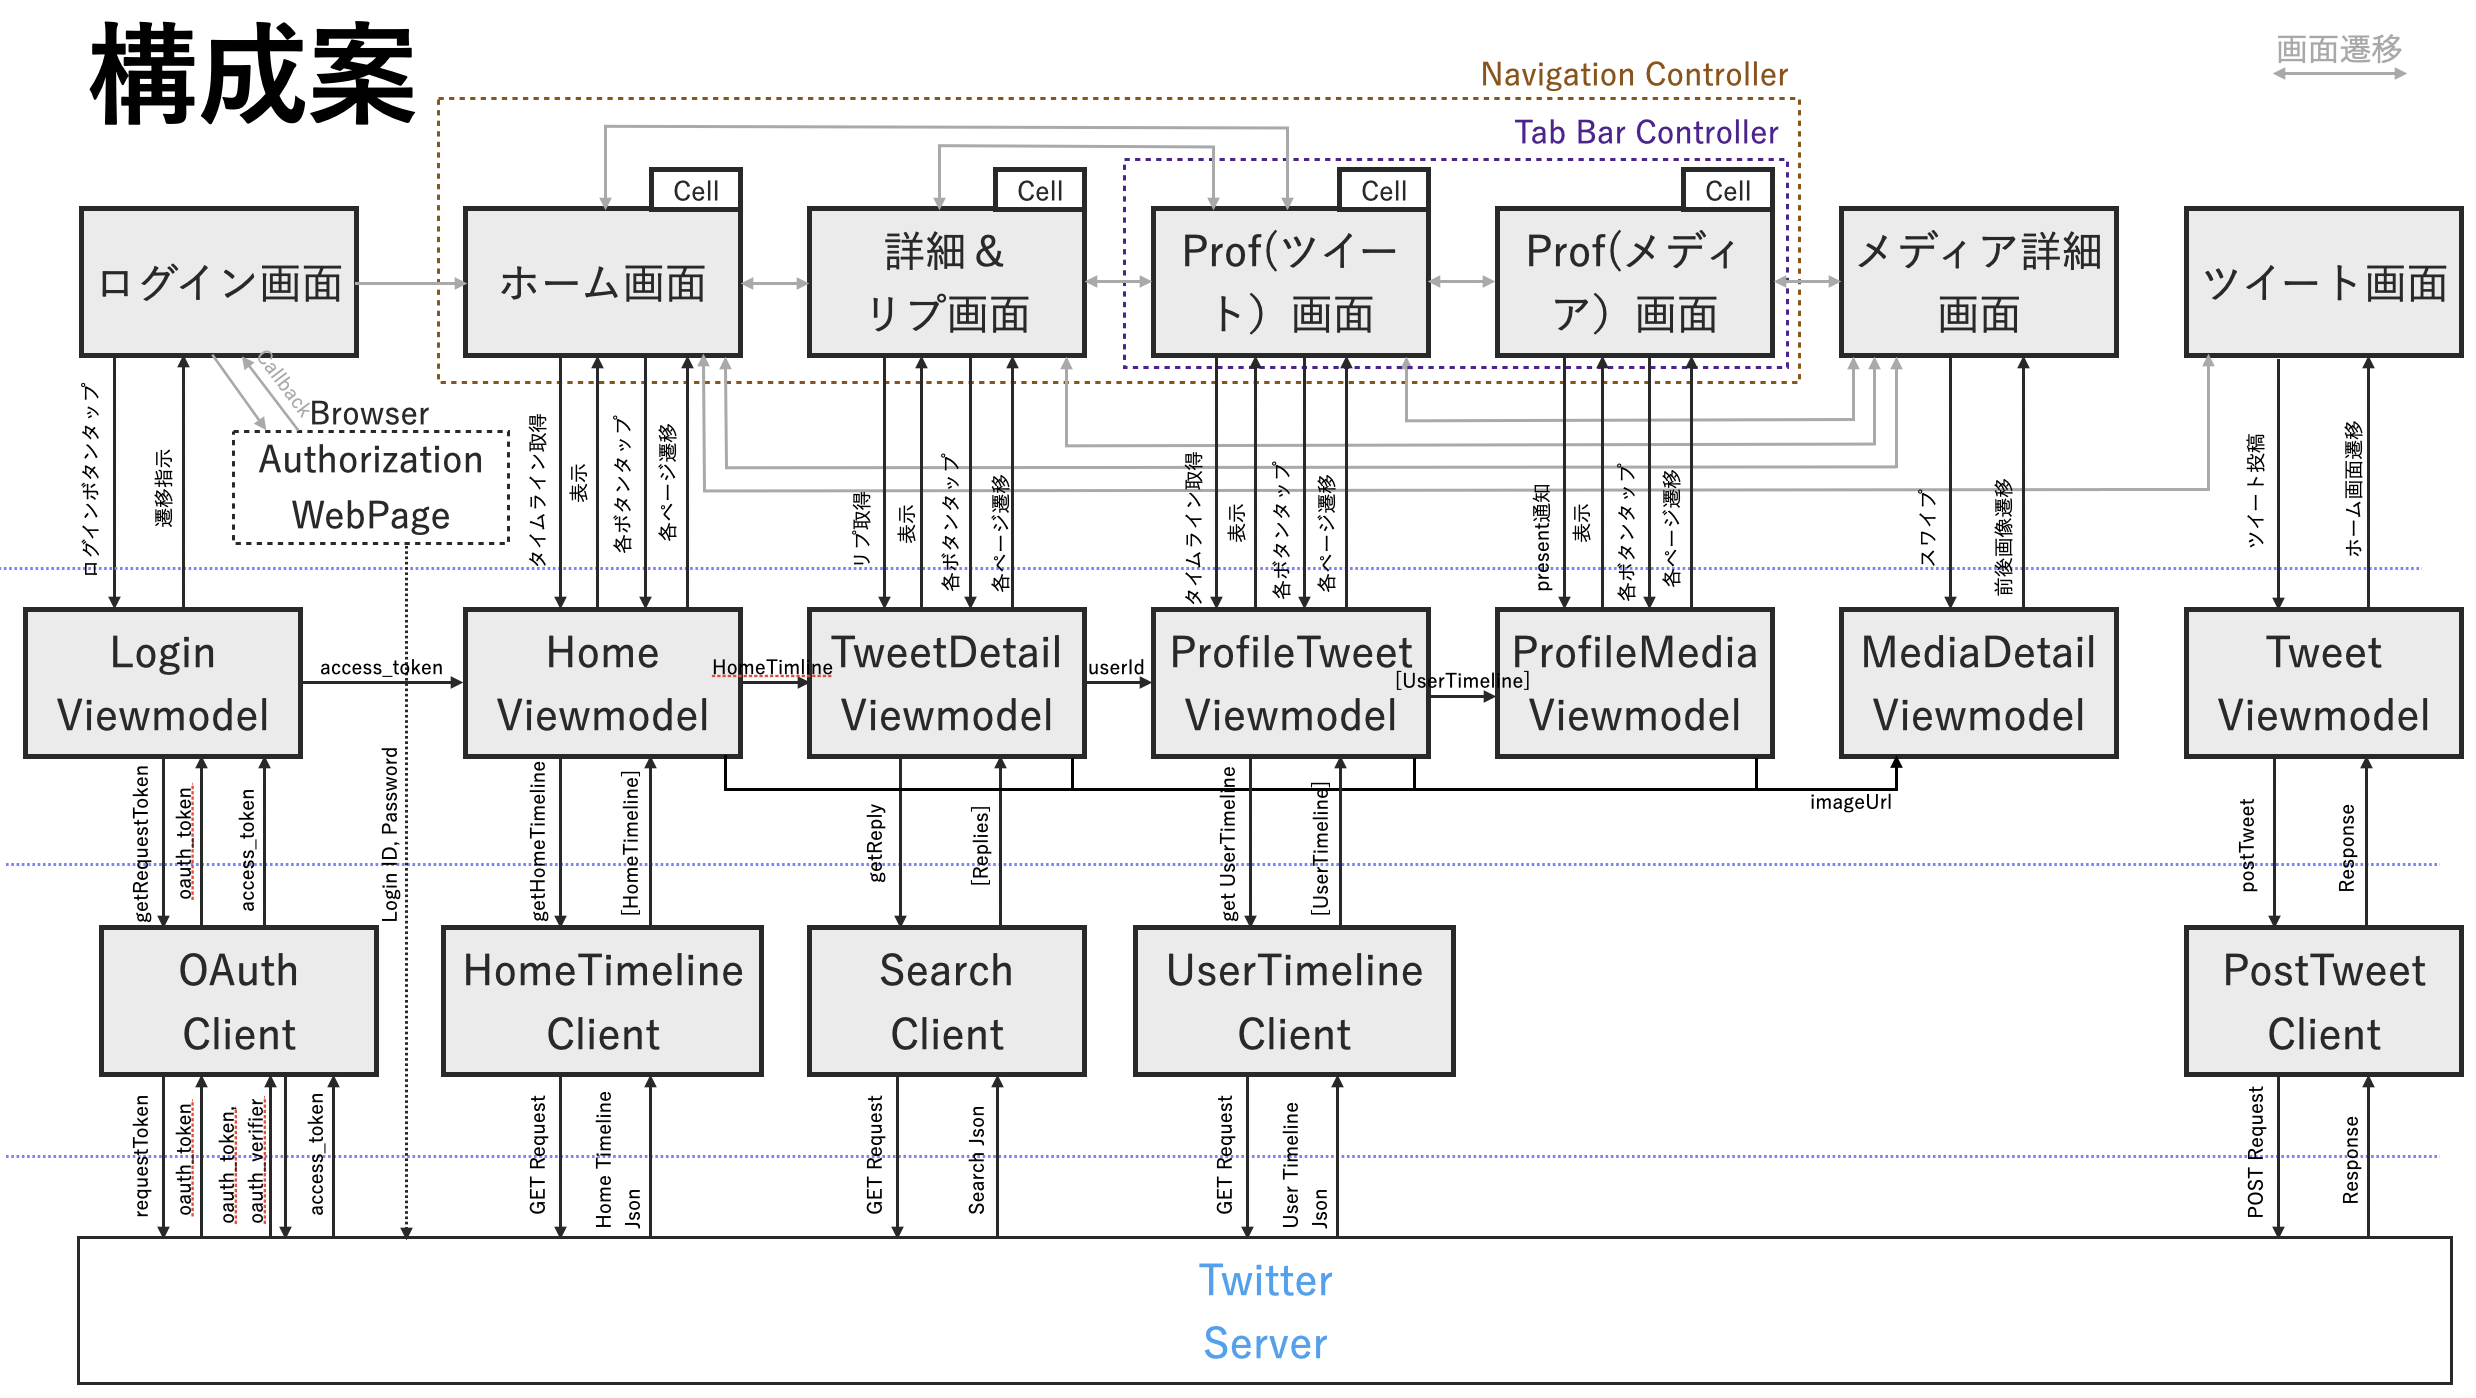 構成案
画面遷移
Navigation Controller
Tab Bar Controller
Cell
Cell
Cell
Cell
ログイン画面
ホーム画面
詳細 &
リプ画面
Prof(ツイー
ト）画面
Prof(メディ
ア）画面
メディア詳細
画面
ツイート画面
Callback
Browser
Authorization
WebPage
ログインボタンタップ
遷移指示
タイムライン取得
表示
各ボタンタップ
各ページ遷移
リプ取得
表示
各ボタンタップ
各ページ遷移
タイムライン取得
表示
各ボタンタップ
各ページ遷移
present通知
表示
各ボタンタップ
各ページ遷移
スワイプ
前後画像遷移
ツイート投稿
ホーム画面遷移
Login
Viewmodel
access_token
Home
Viewmodel
HomeTimline
TweetDetail
Viewmodel
userId
ProfileTweet
Viewmodel
[UserTimeline]
ProfileMedia
Viewmodel
MediaDetail
Viewmodel
Tweet
Viewmodel
imageUrl
getRequestToken
oauth_token
access_token
Login ID, Password
getHomeTimeline
[HomeTimeline]
getReply
[Replies]
get UserTimeline
[UserTimeline]
postTweet
Response
OAuth
Client
HomeTimeline
Client
Search
Client
UserTimeline
Client
PostTweet
Client
requestToken
oauth_token
oauth_token,
oauth_verifier
access_token
GET Request
Home Timeline
Json
GET Request
Search Json
GET Request
User Timeline
Json
POST Request
Response
Twitter
Server